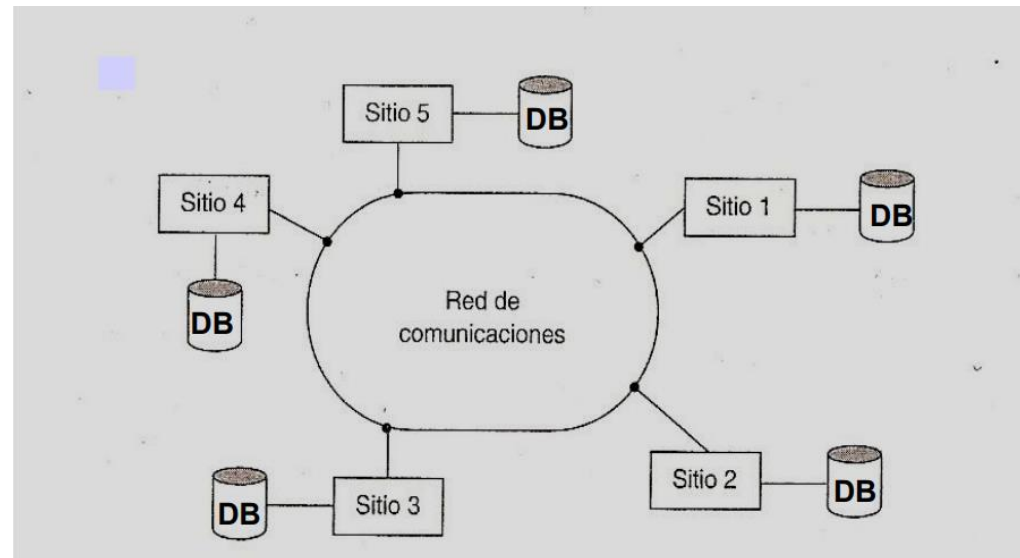 Sitio 5
DB
Sitio 4
Sitio 1
DB
DB
Red de
comunicaciones
Sitio 2
DB
Sitio 3
DB